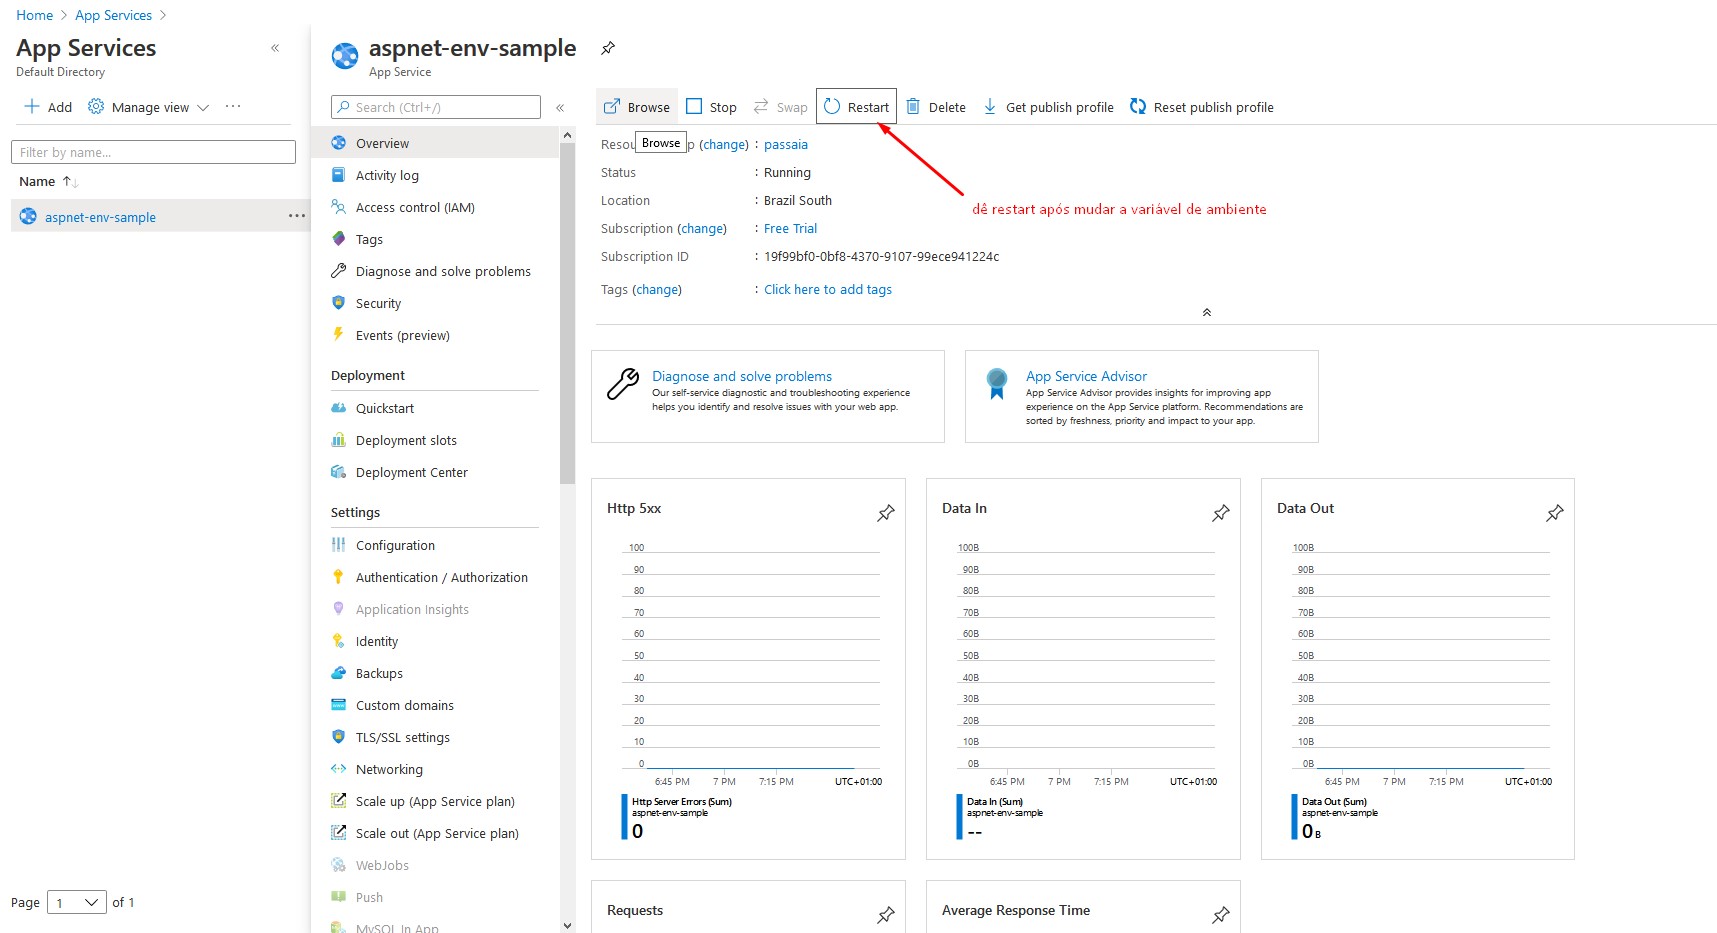 Home > App Services >
App Services «
Default Directory
+ Add Manage view ···
Filter by name...
Name ↑↓
aspnet-env-sample ···
Page 1 of 1
aspnet-env-sample
App Service
Search (Ctrl+/) «
Overview
Activity log
Access control (IAM)
Tags
Diagnose and solve problems
Security
Events (preview)
Deployment
Quickstart
Deployment slots
Deployment Center
Settings
Configuration
Authentication / Authorization
Application Insights
Identity
Backups
Custom domains
TLS/SSL settings
Networking
Scale up (App Service plan)
Scale out (App Service plan)
WebJobs
Push
MySQL In App
Browse Stop Swap Restart Delete Get publish profile Reset publish profile
Browse
Resou p (change) : passaia
Status : Running
Location : Brazil South
dê restart após mudar a variável de ambiente
Subscription (change) : Free Trial
Subscription ID : 19f99bf0-0bf8-4370-9107-99ece941224c
Tags (change) : Click here to add tags
Diagnose and solve problems
Our self-service diagnostic and troubleshooting experience
helps you identify and resolve issues with your web app.
App Service Advisor
App Service Advisor provides insights for improving app
experience on the App Service platform. Recommendations are
sorted by freshness, priority and impact to your app.
Http 5xx
100
90
80
70
60
50
40
30
20
10
0
6:45 PM 7 PM 7:15 PM UTC+01:00
Http Server Errors (Sum)
aspnet-env-sample
0
Data In
100B
90B
80B
70B
60B
50B
40B
30B
20B
10B
0B
6:45 PM 7 PM 7:15 PM UTC+01:00
Data In (Sum)
aspnet-env-sample
--
Data Out
100B
90B
80B
70B
60B
50B
40B
30B
20B
10B
0B
6:45 PM 7 PM 7:15 PM UTC+01:00
Data Out (Sum)
aspnet-env-sample
0 B
Requests
Average Response Time